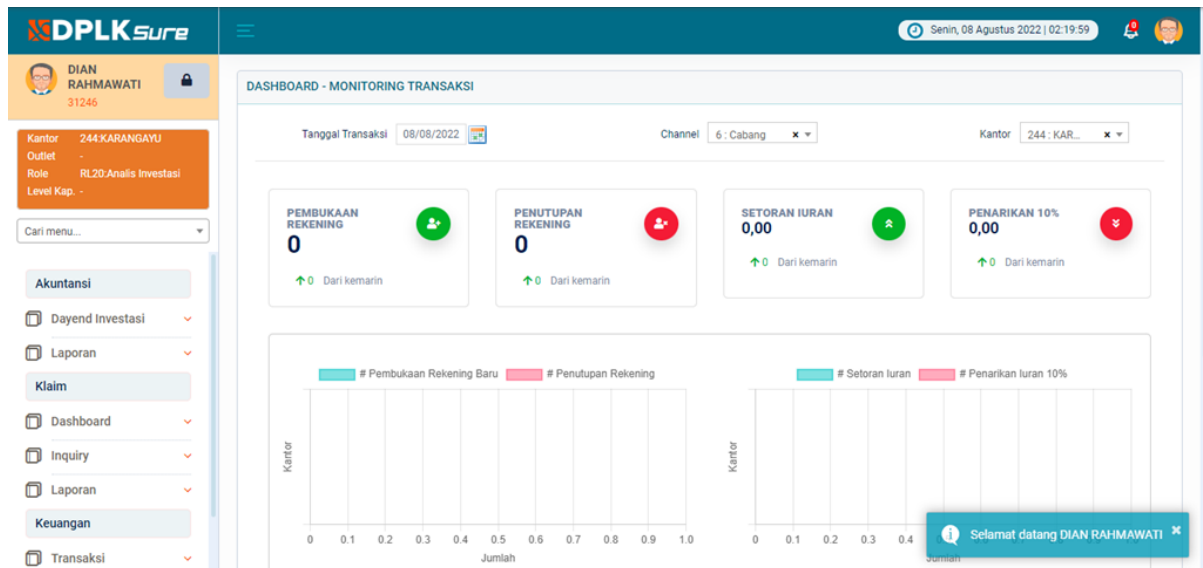 DPLKSure
Senin, 08 Agustus 2022 | 02:19:59
DIAN
RAHMAWATI
31246
Kantor 244:KARANGAYU
Outlet -
Role RL20:Analis Investasi
Level Kap. -
Cari menu...
Akuntansi
Dayend Investasi
Laporan
Klaim
Dashboard
Inquiry
Laporan
Keuangan
Transaksi
DASHBOARD - MONITORING TRANSAKSI
Tanggal Transaksi 08/08/2022
Channel 6 : Cabang x
Kantor 244 : KAR... x
PEMBUKAAN
REKENING
0
0 Dari kemarin
PENUTUPAN
REKENING
0
0 Dari kemarin
SETORAN IURAN
0,00
0 Dari kemarin
PENARIKAN 10%
0,00
0 Dari kemarin
# Pembukaan Rekening Baru # Penutupan Rekening
Kantor
0 0.1 0.2 0.3 0.4 0.5 0.6 0.7 0.8 0.9 1.0
Jumlah
# Setoran Iuran # Penarikan Iuran 10%
Kantor
0 0.1 0.2 0.3 0.4
Jumlah
Selamat datang DIAN RAHMAWATI x